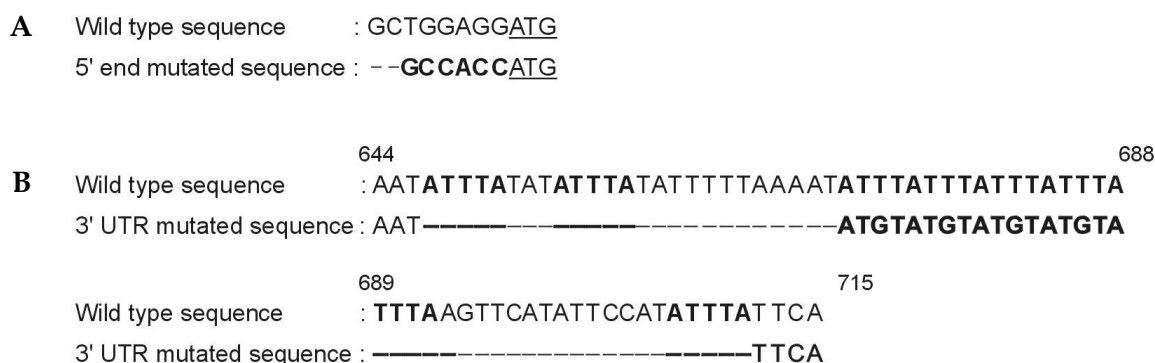 A Wild type sequence : GCTGGAGGATG
5' end mutated sequence : --GCCACCATG
644 688
B Wild type sequence : AATATTTATATATTTATATTTTTAAAATATTTATTTATTTATTTA
3' UTR mutated sequence : AAT-------------------------ATGTATGTATGTATGTA
689 715
Wild type sequence : TTTAAGTTCATATTCCATATTTATTCA
3' UTR mutated sequence : -----------------------TTCA